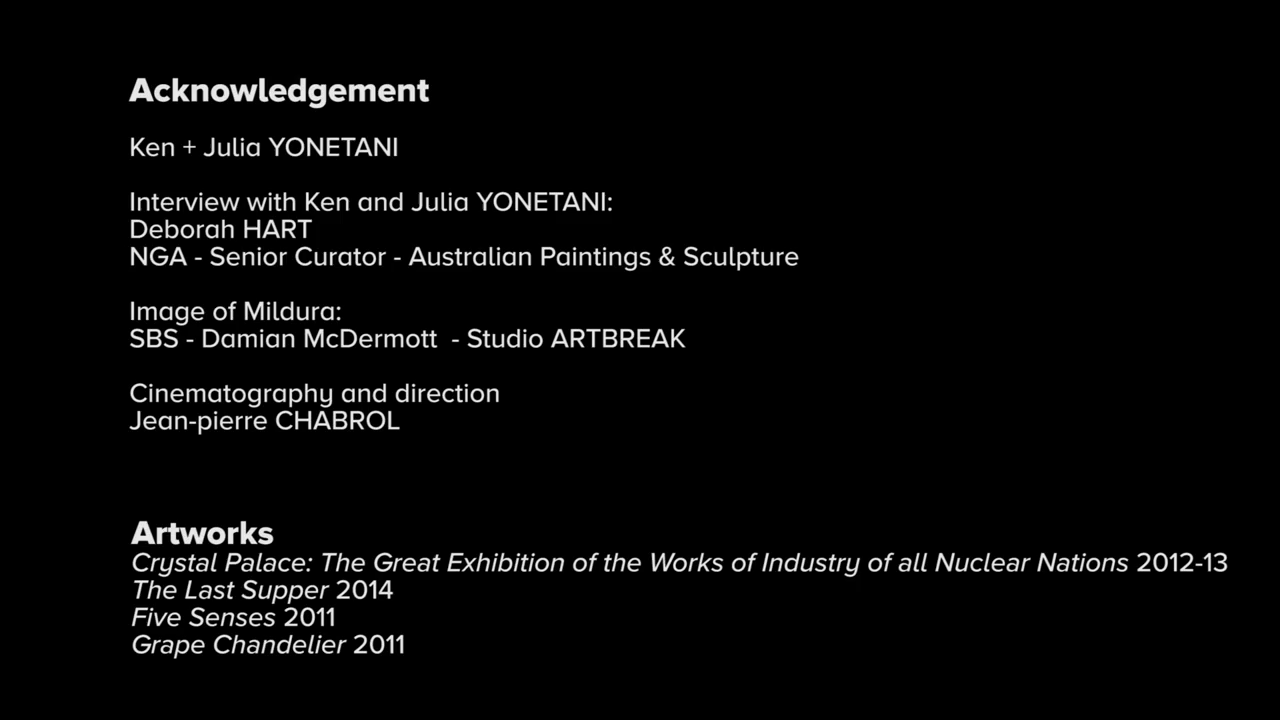 Acknowledgement
Ken + Julia YONETANI
Interview with Ken and Julia YONETANI:
Deborah HART
NGA - Senior Curator - Australian Paintings & Sculpture
Image of Mildura:
SBS - Damian McDermott  - Studio ARTBREAK
Cinematography and direction
Jean-pierre CHABROL
Artworks
Crystal Palace: The Great Exhibition of the Works of Industry of all Nuclear Nations 2012-13
The Last Supper 2014
Five Senses 2011
Grape Chandelier 2011